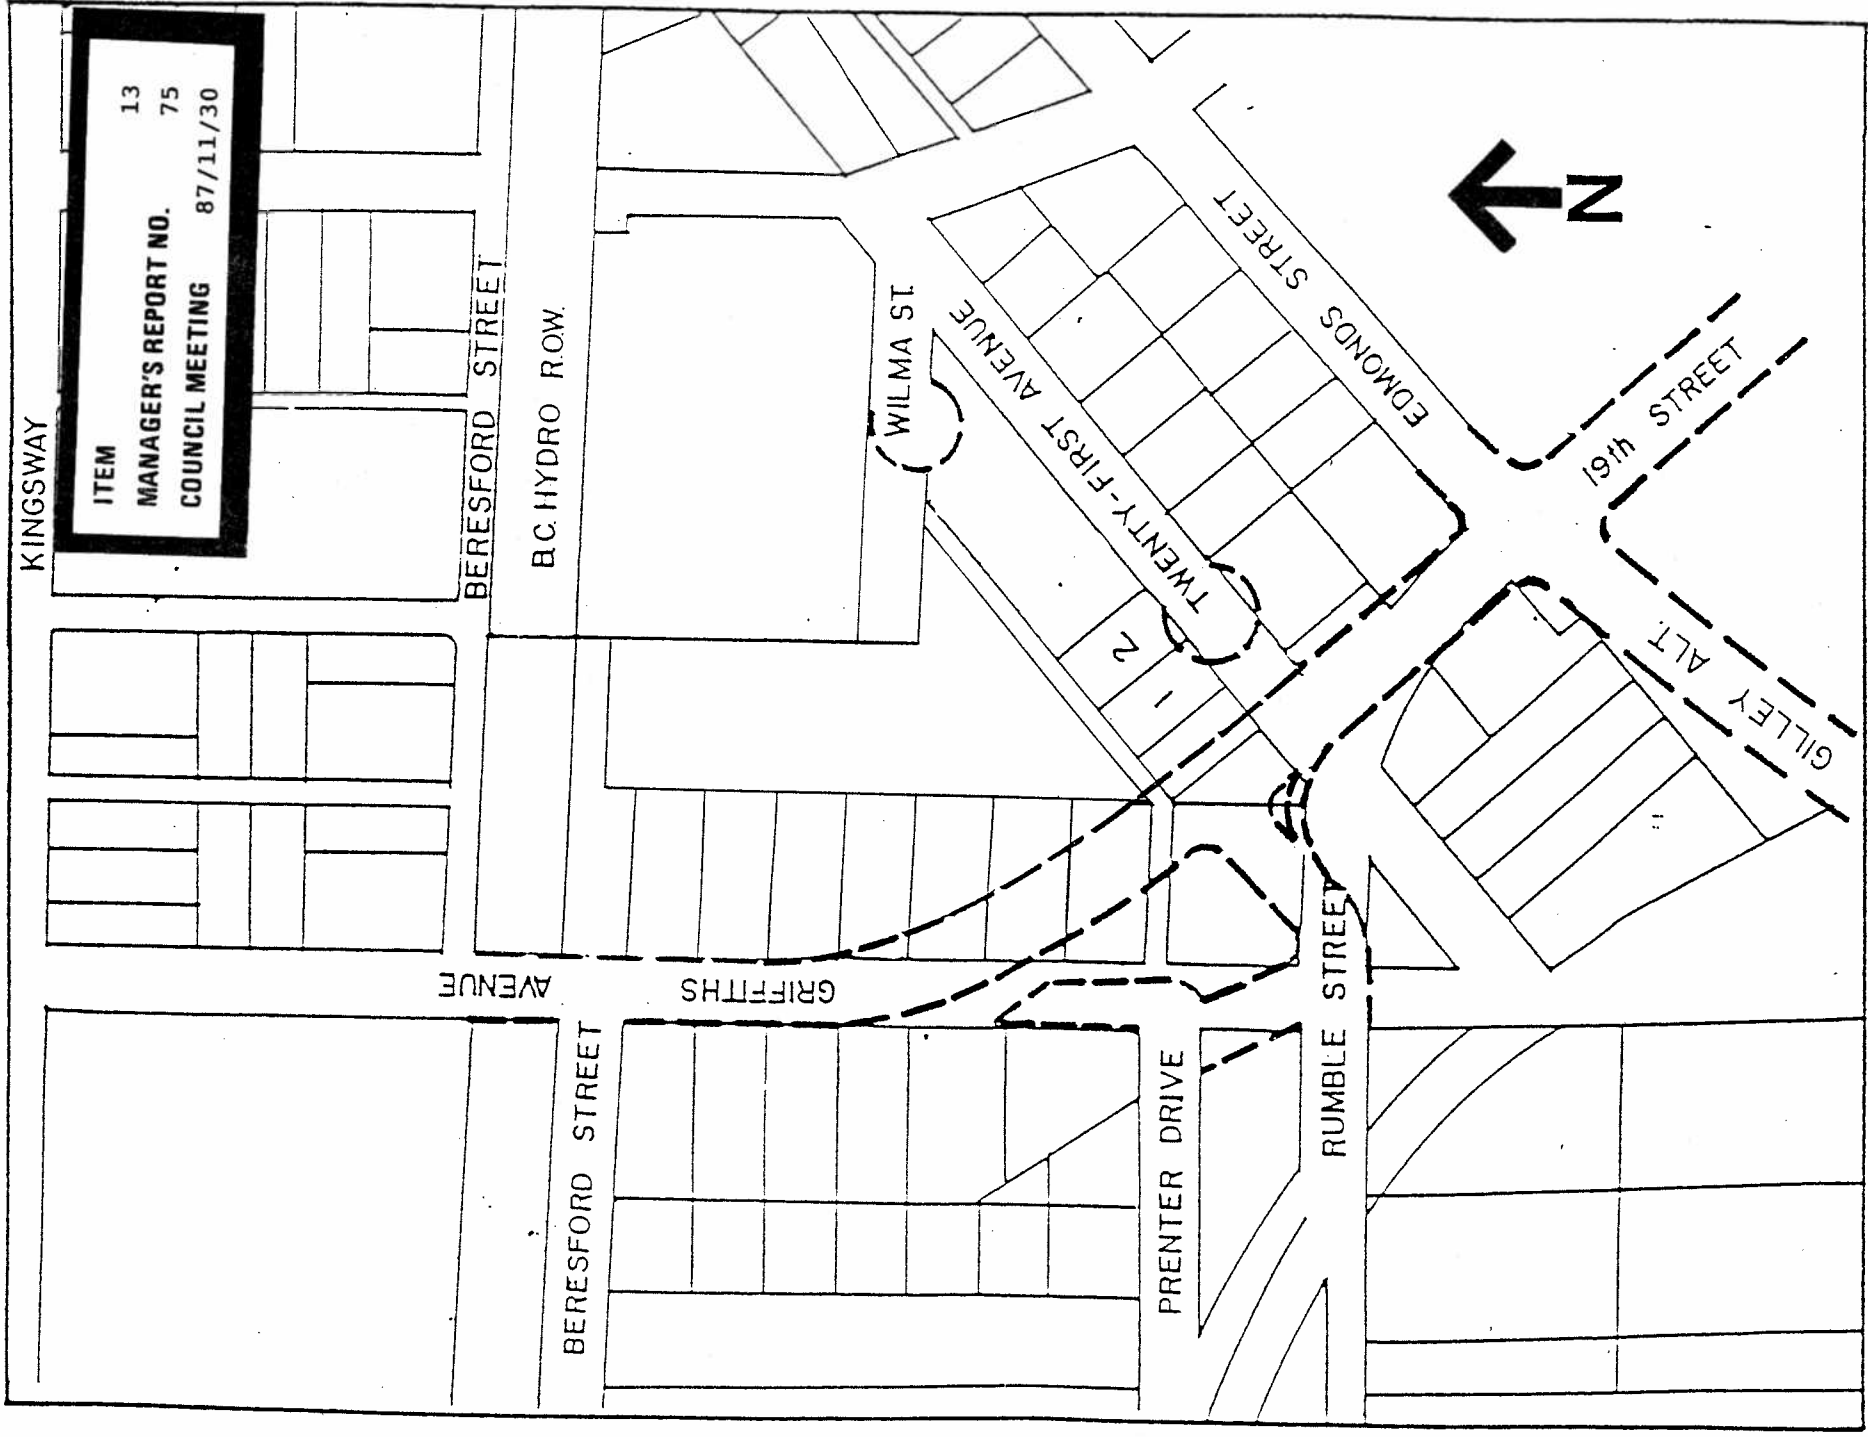 ITEM 13
MANAGER'S REPORT NO. 75
COUNCIL MEETING 87/11/30
KINGSWAY
BERESFORD STREET
B.C. HYDRO R.O.W.
WILMA ST.
TWENTY-FIRST AVENUE
EDMONDS STREET
N
19th STREET
GILLEY ALT.
2
1
GRIFFITHS AVENUE
BERESFORD STREET
PRENTER DRIVE
RUMBLE STREET